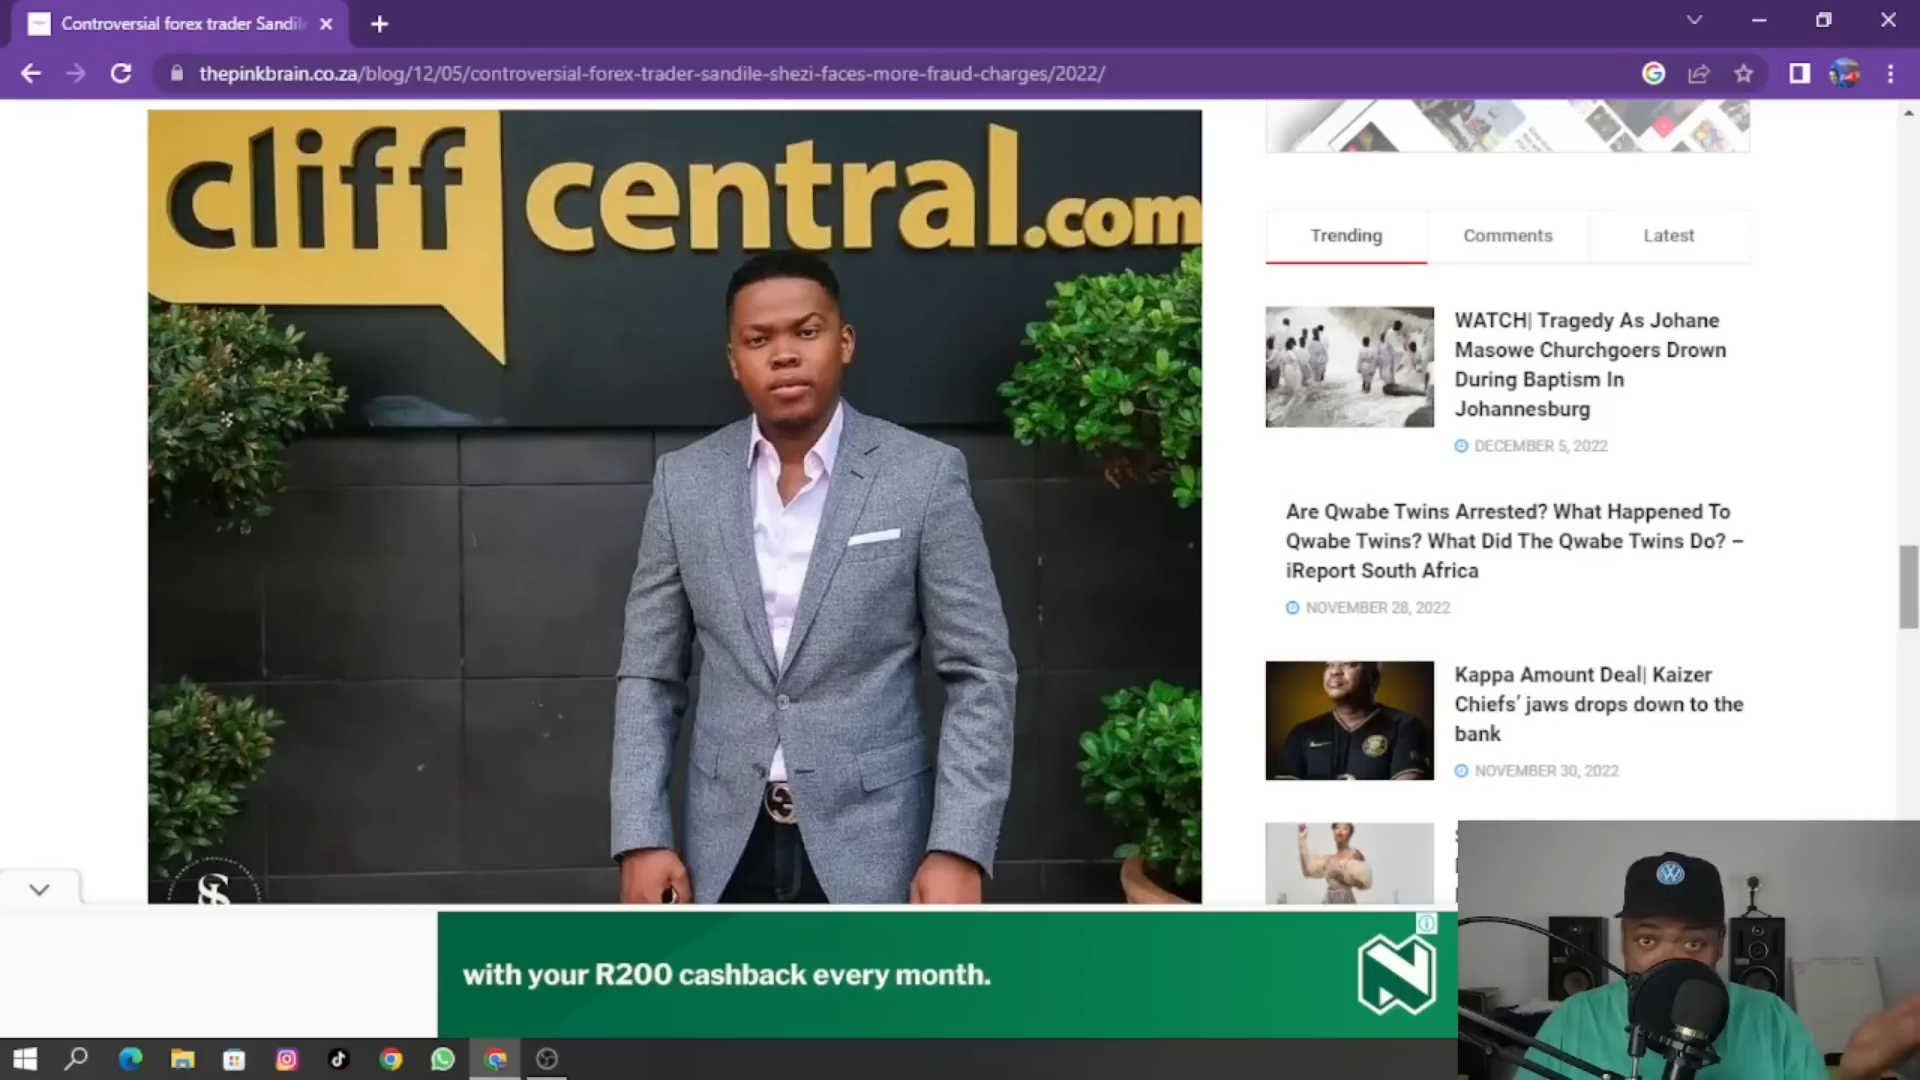 Controversial forex trader Sandil
thepinkbrain.co.za/blog/12/05/controversial-forex-trader-sandile-shezi-faces-more-fraud-charges/2022/
cliff central.com
Trending
Comments
Latest
WATCH| Tragedy As Johane
Masowe Churchgoers Drown
During Baptism In
Johannesburg
DECEMBER 5, 2022
Are Qwabe Twins Arrested? What Happened To
Qwabe Twins? What Did The Qwabe Twins Do? –
iReport South Africa
NOVEMBER 28, 2022
Kappa Amount Deal| Kaizer
Chiefs’ jaws drops down to the
bank
NOVEMBER 30, 2022
with your R200 cashback every month.